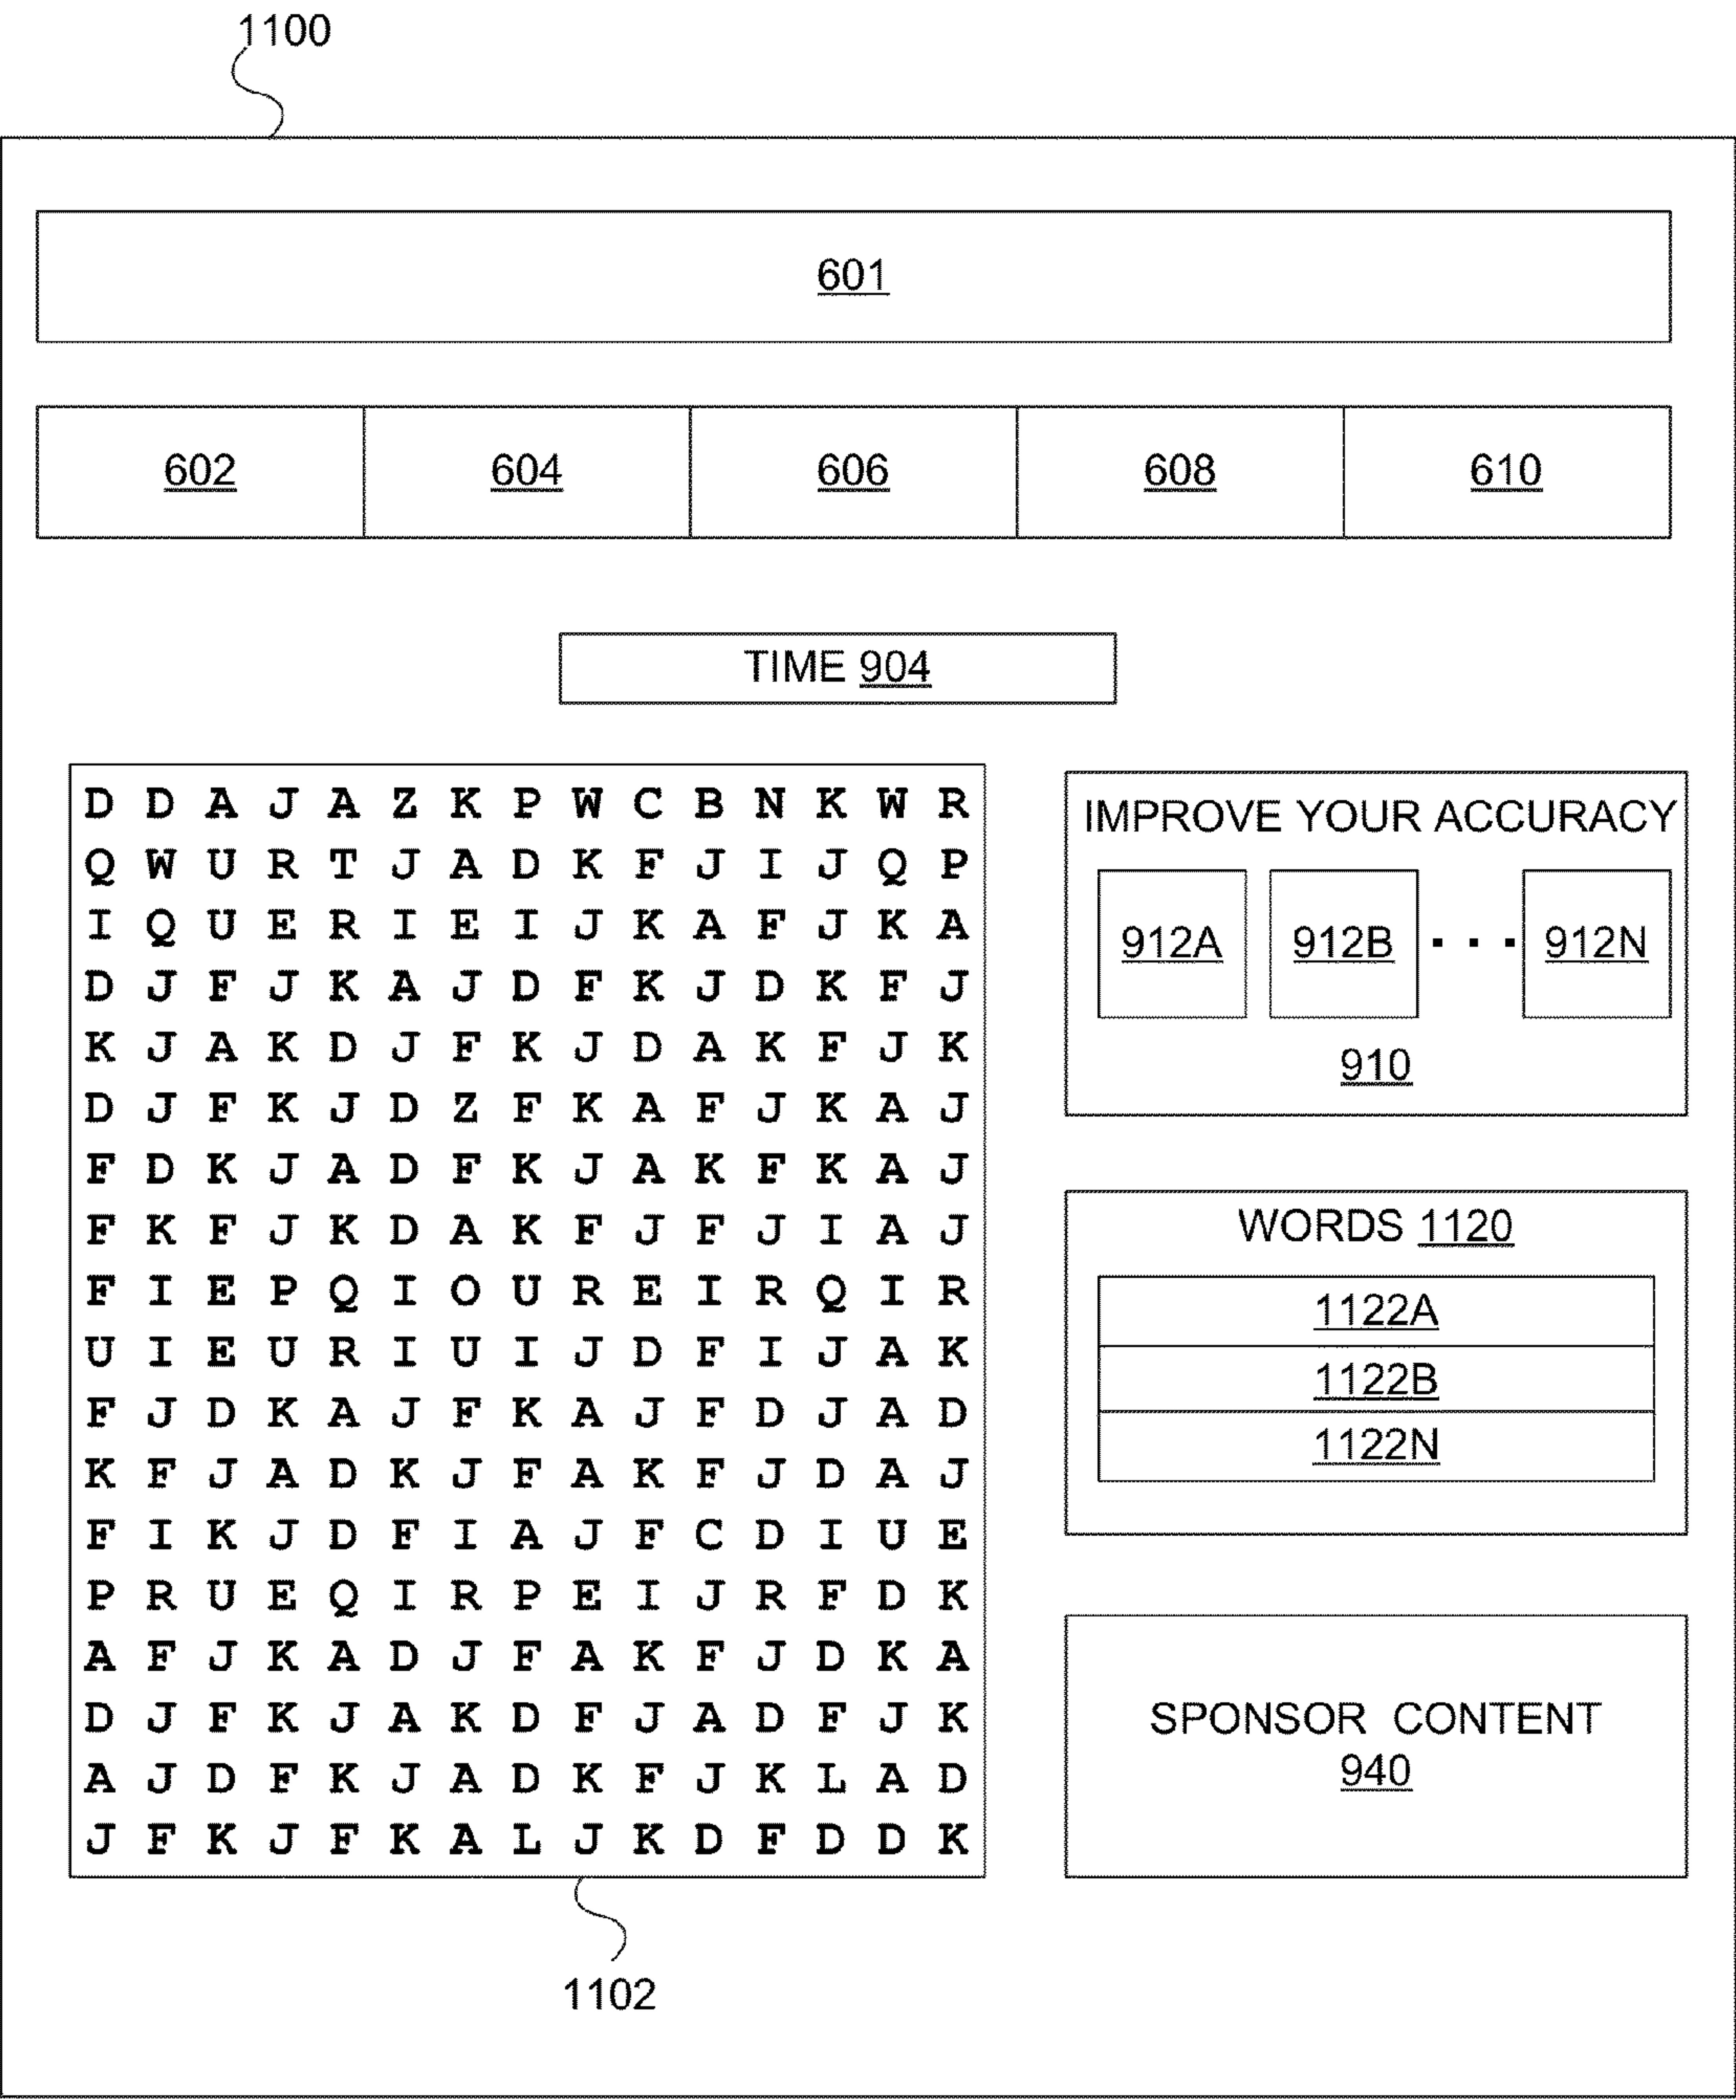 1100
601
602 604 606 608 610
TIME 904
D D A J A Z K P W C B N K W R
Q W U R T J A D K F J I J Q P
I Q U E R I E I J K A F J K A
D J F J K A J D F K J D K F J
K J A K D J F K J D A K F J K
D J F K J D Z F K A F J K A J
F D K J A D F K J A K F K A J
F K F J K D A K F J F J I A J
F I E P Q I O U R E I R Q I R
U I E U R I U I J D F I J A K
F J D K A J F K A J F D J A D
K F J A D K J F A K F J D A J
F I K J D F I A J F C D I U E
P R U E Q I R P E I J R F D K
A F J K A D J F A K F J D K A
D J F K J A K D F J A D F J K
A J D F K J A D K F J K L A D
J F K J F K A L J K D F D D K
1102
IMPROVE YOUR ACCURACY
912A 912B . . . 912N
910
WORDS 1120
1122A
1122B
1122N
SPONSOR CONTENT
940